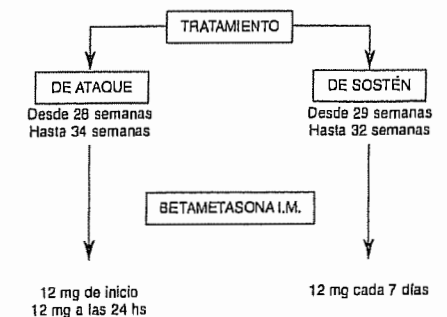 TRATAMIENTO
DE ATAQUE
Desde 28 semanas
Hasta 34 semanas
DE SOSTÉN
Desde 29 semanas
Hasta 32 semanas
BETAMETASONA I.M.
12 mg de inicio
12 mg a las 24 hs
12 mg cada 7 días